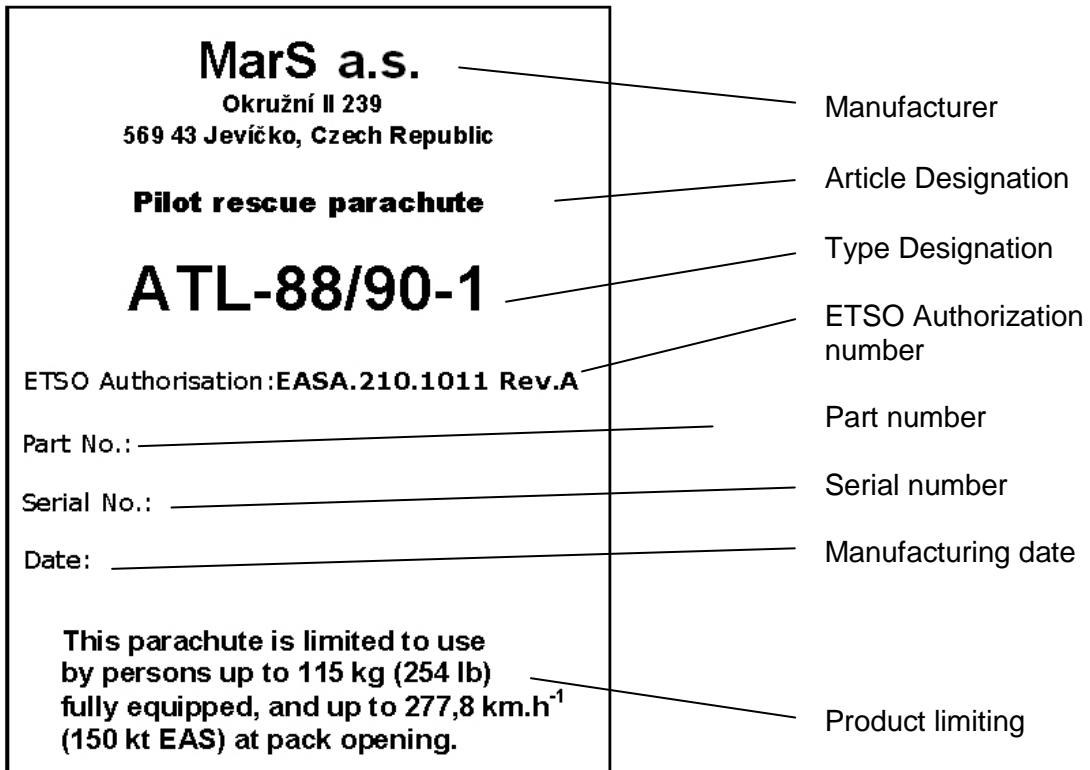 MarS a.s.
Okružní II 239
569 43 Jevíčko, Czech Republic
Pilot rescue parachute
ATL-88/90-1
ETSO Authorisation:EASA.210.1011 Rev.A
Part No.:
Serial No.:
Date:
This parachute is limited to use
by persons up to 115 kg (254 lb)
fully equipped, and up to 277,8 km.h⁻¹
(150 kt EAS) at pack opening.
Manufacturer
Article Designation
Type Designation
ETSO Authorization
number
Part number
Serial number
Manufacturing date
Product limiting